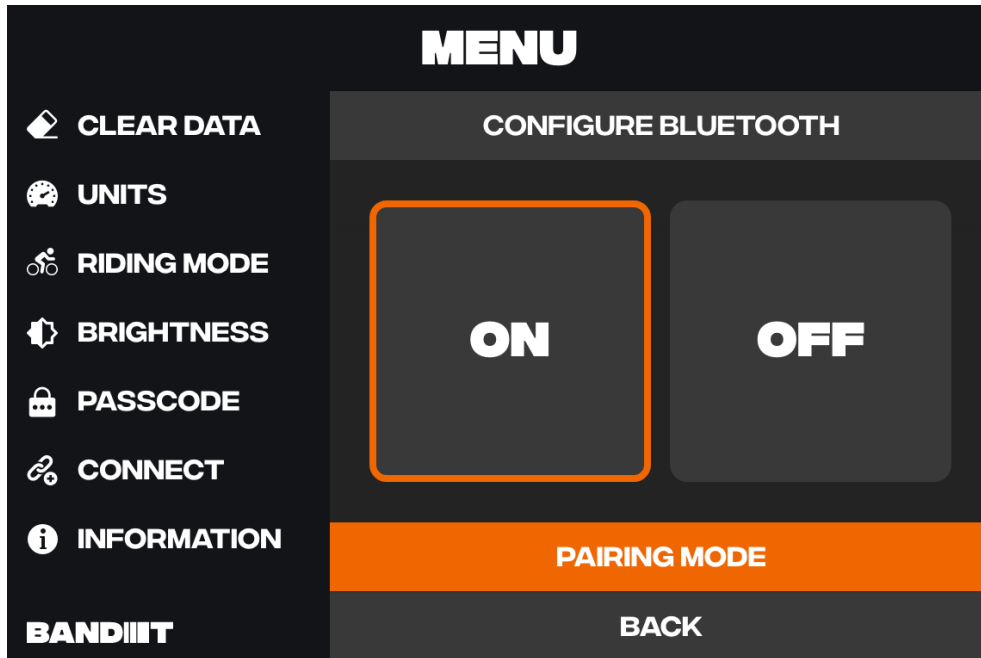 MENU
CLEAR DATA
UNITS
RIDING MODE
BRIGHTNESS
PASSCODE
CONNECT
INFORMATION
BANDIIIT
CONFIGURE BLUETOOTH
ON
OFF
PAIRING MODE
BACK